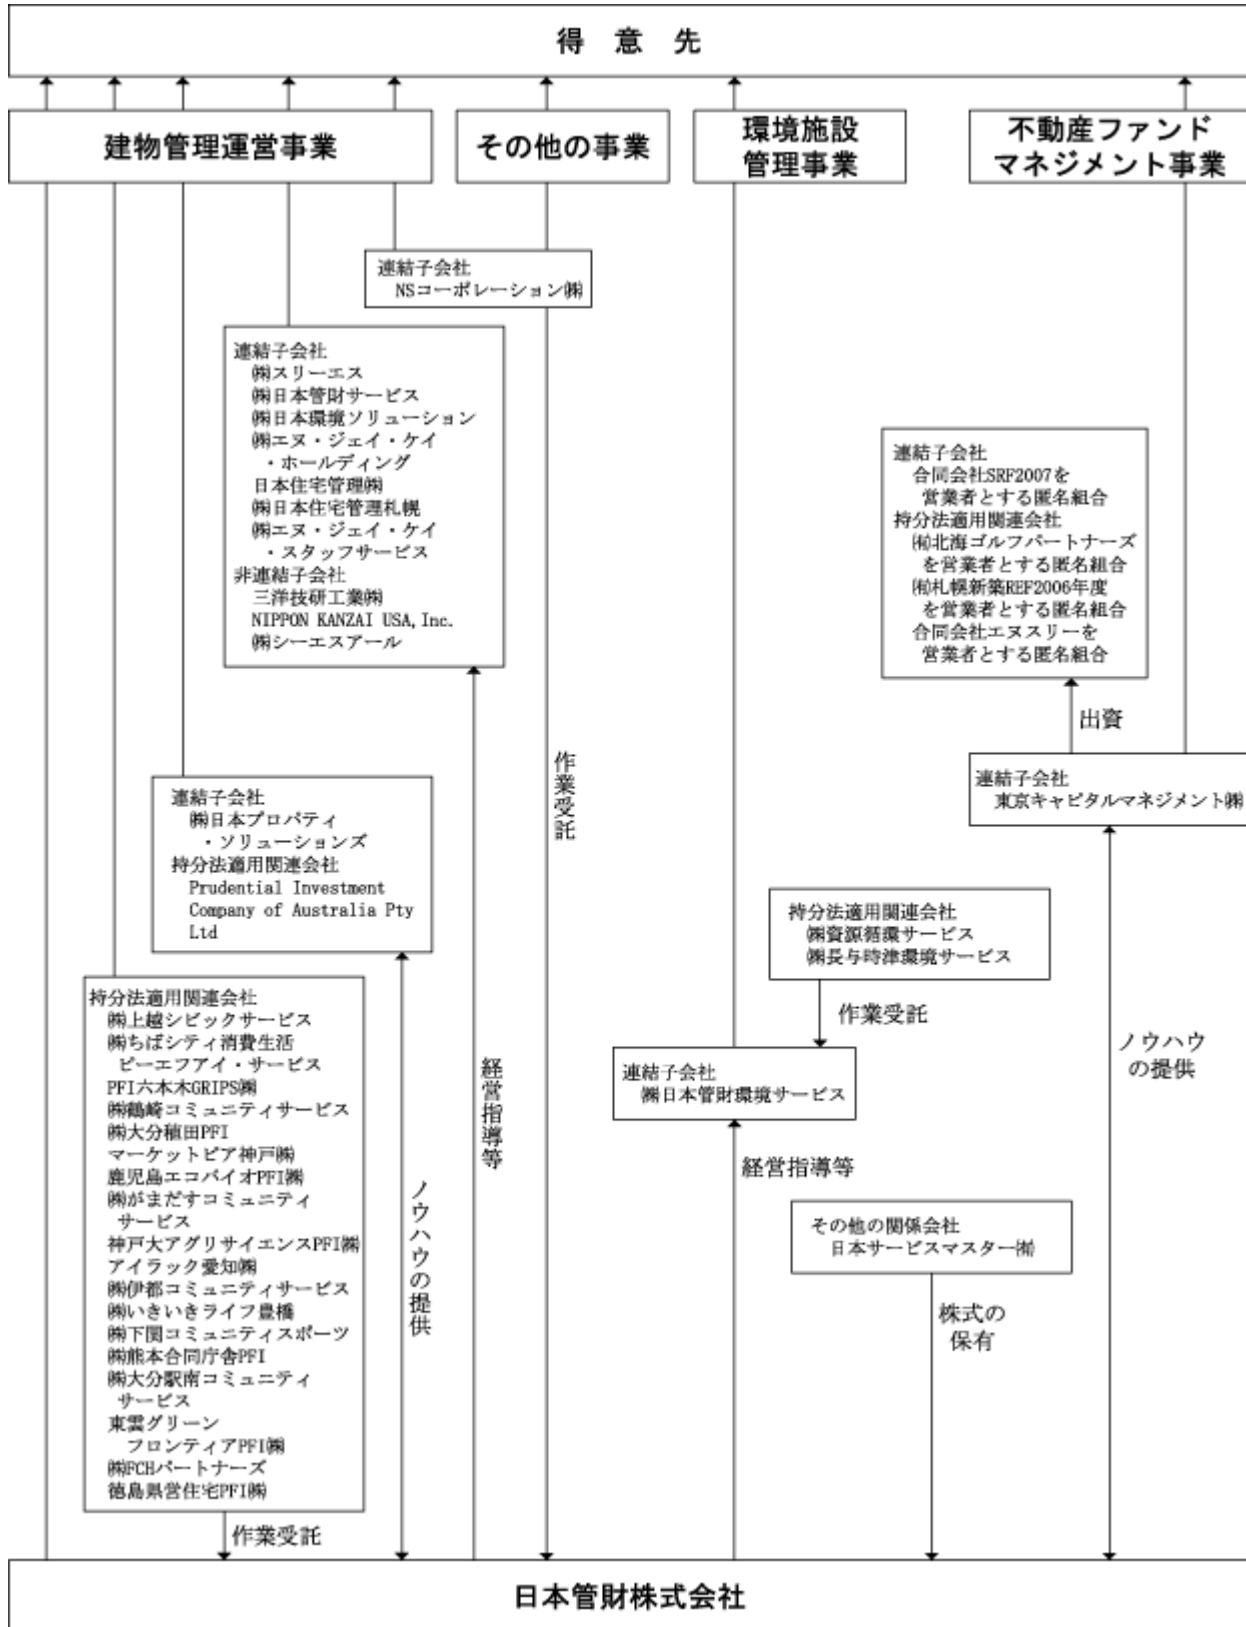 得 意 先
建物管理運営事業
その他の事業
環境施設
管理事業
不動産ファンド
マネジメント事業
連結子会社
NSコーポレーション㈱
連結子会社
㈱スリーエス
㈱日本管財サービス
㈱日本環境ソリューション
㈱エヌ・ジェイ・ケイ
・ホールディング
日本住宅管理㈱
㈱日本住宅管理札幌
㈱エヌ・ジェイ・ケイ
・スタッフサービス
非連結子会社
三洋技研工業㈱
NIPPON KANZAI USA,Inc.
㈱シーエスアール
連結子会社
合同会社SRF2007を
営業者とする匿名組合
持分法適用関連会社
㈲北海ゴルフパートナーズ
を営業者とする匿名組合
㈲札幌新築REF2006年度
を営業者とする匿名組合
合同会社エヌスリーを
営業者とする匿名組合
出資
連結子会社
東京キャピタルマネジメント㈱
作業受託
連結子会社
㈱日本プロパティ
・ソリューションズ
持分法適用関連会社
Prudential Investment
Company of Australia Pty
Ltd
持分法適用関連会社
㈱資源循環サービス
㈱長与時津環境サービス
作業受託
連結子会社
㈱日本管財環境サービス
経営指導等
ノウハウ
の提供
持分法適用関連会社
㈱上越シビックサービス
㈱ちばシティ消費生活
ピーエフアイ・サービス
PFI六本木GRIPS㈱
㈱鶴崎コミュニティサービス
㈱大分稙田PFI
マーケットピア神戸㈱
鹿児島エコバイオPFI㈱
㈱がまだすコミュニティ
サービス
神戸大アグリサイエンスPFI㈱
アイラック愛知㈱
㈱伊都コミュニティサービス
㈱いきいきライフ豊橋
㈱下関コミュニティスポーツ
㈱熊本合同庁舎PFI
㈱大分駅南コミュニティ
サービス
東雲グリーン
フロンティアPFI㈱
㈱FCHパートナーズ
徳島県営住宅PFI㈱
作業受託
ノウハウの提供
経営指導等
その他の関係会社
日本サービスマスター㈲
株式の
保有
日本管財株式会社